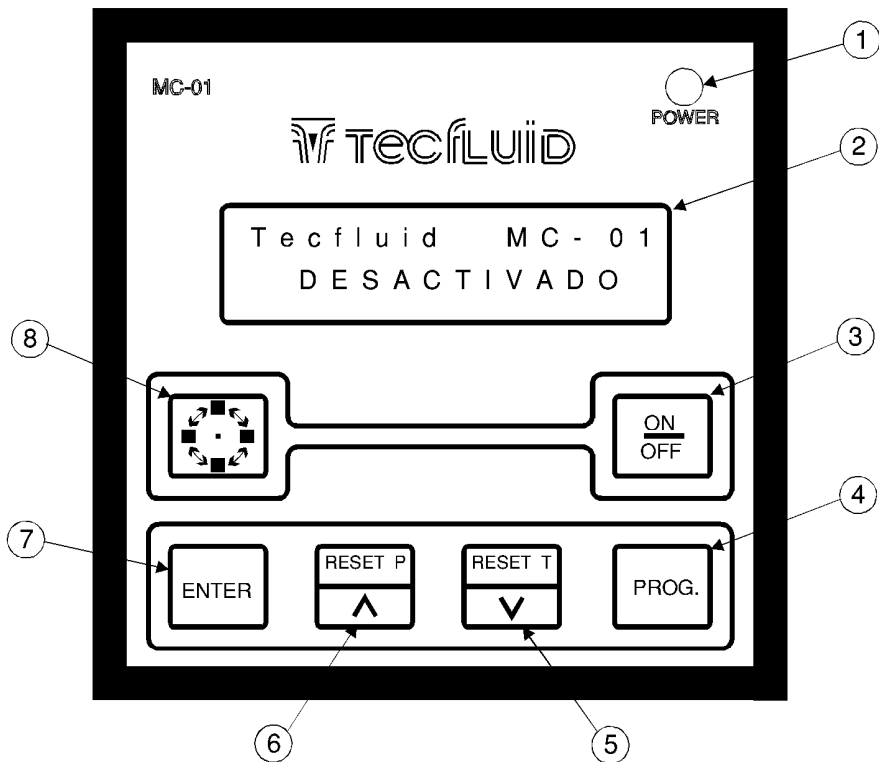 1
MC-01
POWER
TECFLUID
2
Tecfluid MC-01
DESACTIVADO
8
3
ON
OFF
4
7
RESET P
RESET T
ENTER
PROG.
6
5